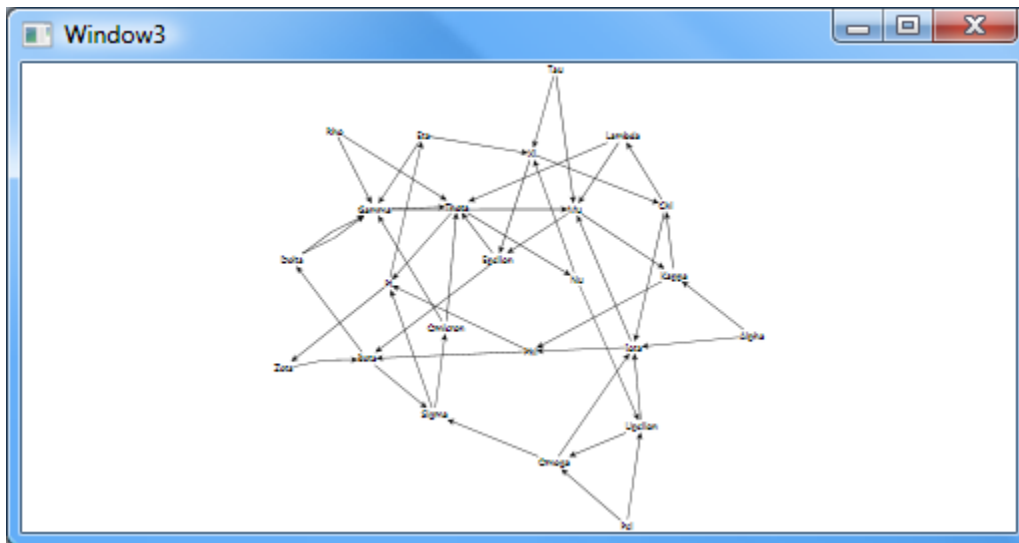 Window3
Tau
Rho
Eta
Lambda
Xi
Gamma
Theta
Mu
Chi
Delta
Epsilon
Nu
Kappa
Pi
Omicron
Alpha
Iota
Phi
Beta
Zeta
Sigma
Upsilon
Omega
Psi